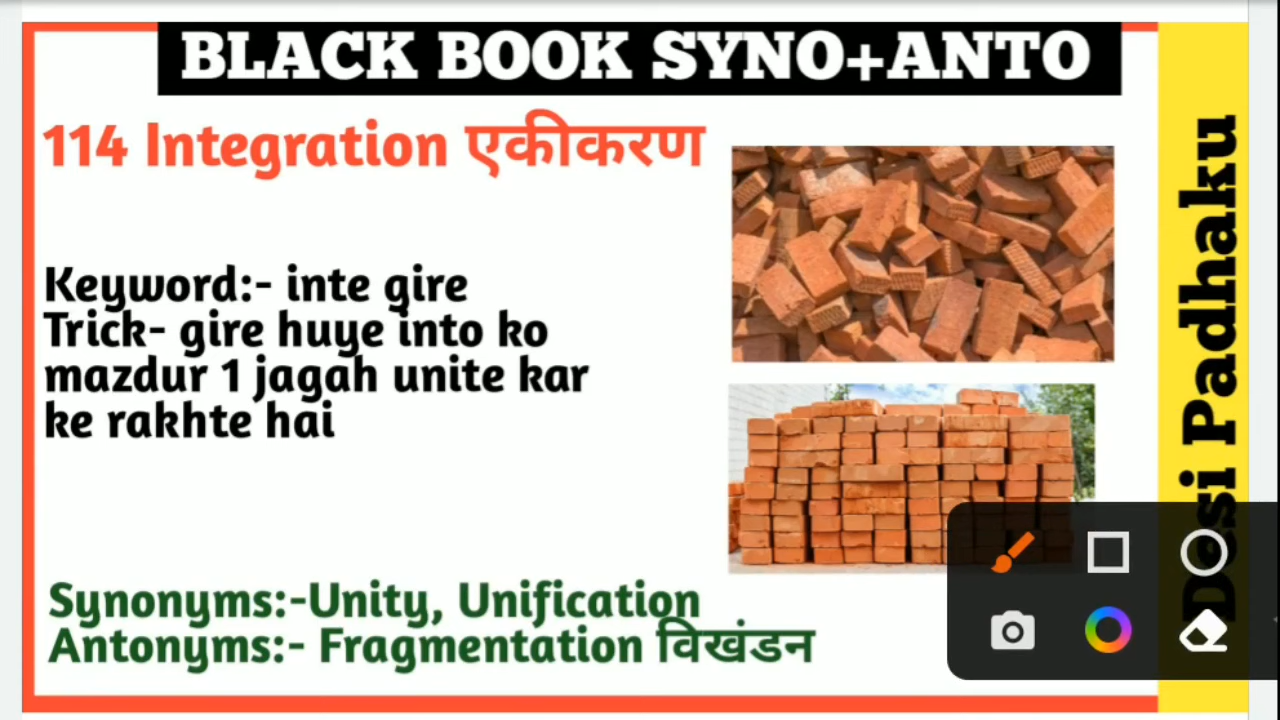 BLACK BOOK SYNO+ANTO
114 Integration एकीकरण
Keyword:- inte gire
Trick- gire huye into ko
mazdur 1 jagah unite kar
ke rakhte hai
Synonyms:-Unity, Unification
Antonyms:- Fragmentation विखंडन
Desi Padhaku